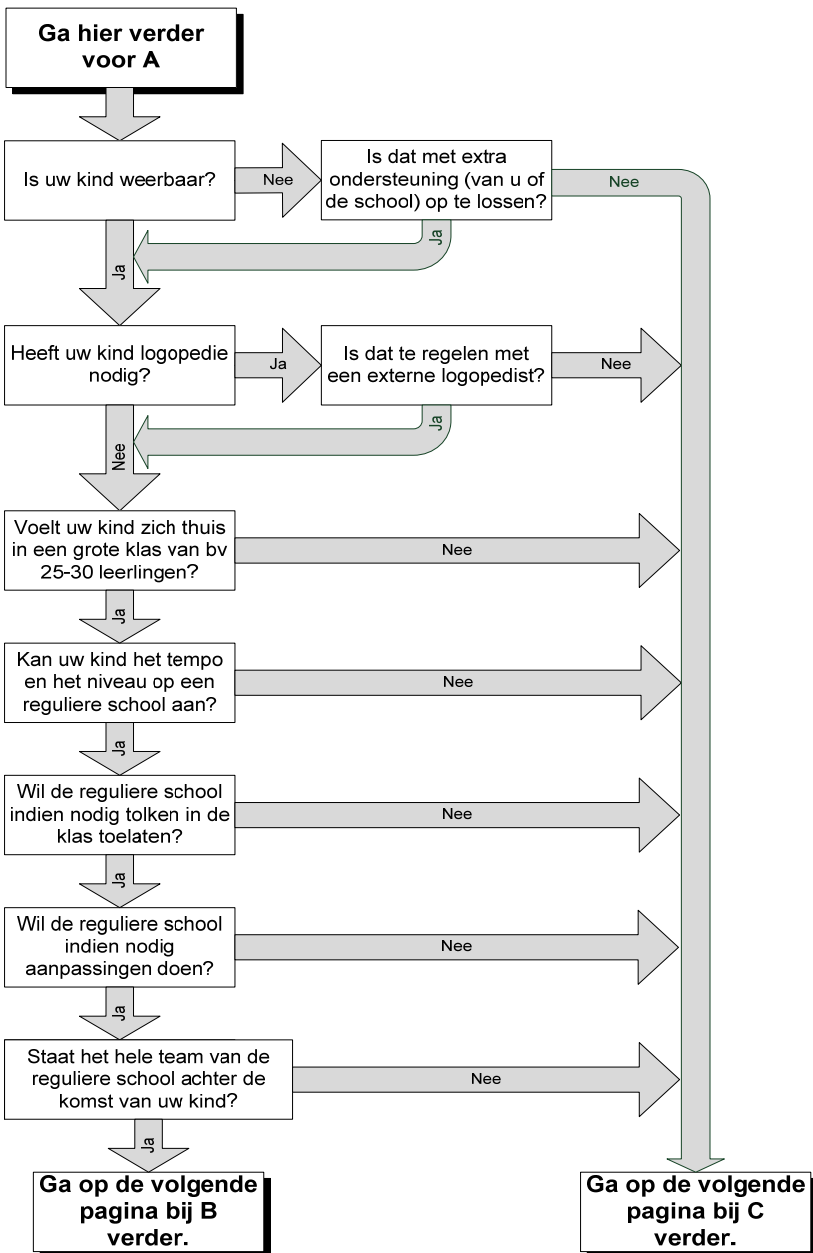 Ga hier verder
voor A
Is uw kind weerbaar?
Nee
Is dat met extra
ondersteuning (van u of
de school) op te lossen?
Nee
Ja
Ja
Heeft uw kind logopedie
nodig?
Ja
Is dat te regelen met
een externe logopedist?
Nee
Ja
Nee
Voelt uw kind zich thuis
in een grote klas van bv
25-30 leerlingen?
Nee
Ja
Kan uw kind het tempo
en het niveau op een
reguliere school aan?
Nee
Ja
Wil de reguliere school
indien nodig tolken in de
klas toelaten?
Nee
Ja
Wil de reguliere school
indien nodig
aanpassingen doen?
Nee
Ja
Staat het hele team van de
reguliere school achter de
komst van uw kind?
Nee
Ja
Ga op de volgende
pagina bij B
verder.
Ga op de volgende
pagina bij C
verder.